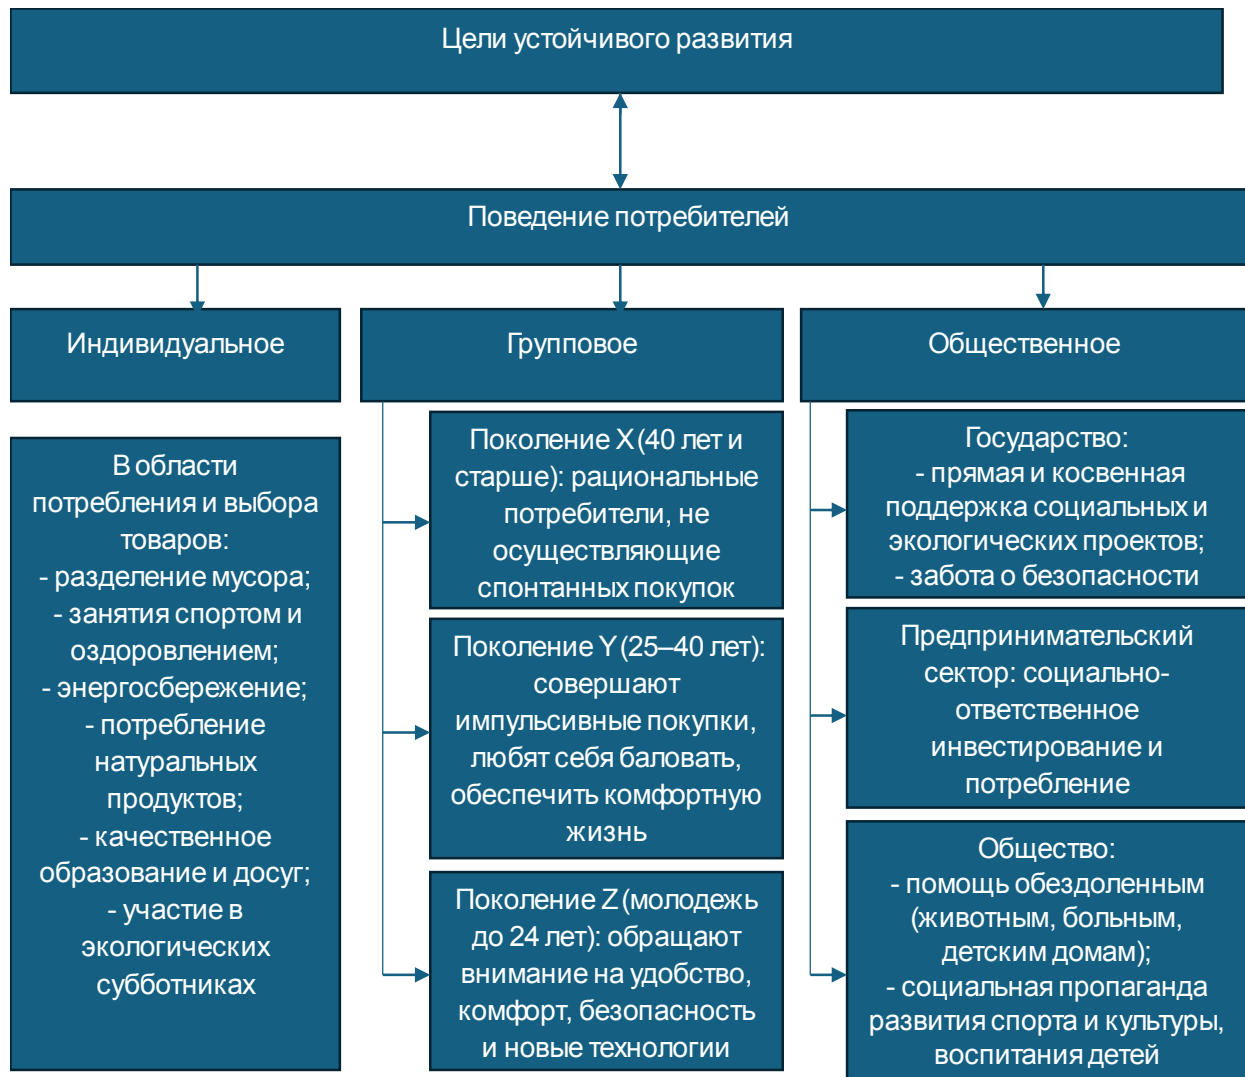 Цели устойчивого развития
Поведение потребителей
Индивидуальное
В области
потребления и выбора
товаров:
- разделение мусора;
- занятия спортом и
оздоровлением;
- энергосбережение;
- потребление
натуральных
продуктов;
- качественное
образование и досуг;
- участие в
экологических
субботниках
Групповое
Поколение X (40 лет и
старше): рациональные
потребители, не
осуществляющие
спонтанных покупок
Поколение Y (25–40 лет):
совершают
импульсивные покупки,
любят себя баловать,
обеспечить комфортную
жизнь
Поколение Z (молодежь
до 24 лет): обращают
внимание на удобство,
комфорт, безопасность
и новые технологии
Общественное
Государство:
- прямая и косвенная
поддержка социальных и
экологических проектов;
- забота о безопасности
Предпринимательский
сектор: социально-
ответственное
инвестирование и
потребление
Общество:
- помощь обездоленным
(животным, больным,
детским домам);
- социальная пропаганда
развития спорта и культуры,
воспитания детей